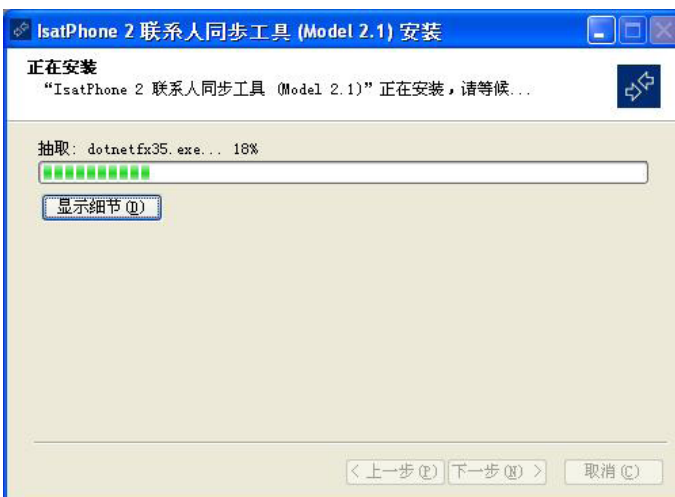 IsatPhone 2 联系人同步工具 (Model 2.1) 安装
正在安装
“IsatPhone 2 联系人同步工具 (Model 2.1)”正在安装，请等候...
抽取: dotnetfx35.exe... 18%
显示细节(D)
< 上一步(P) 下一步(N) > 取消(C)